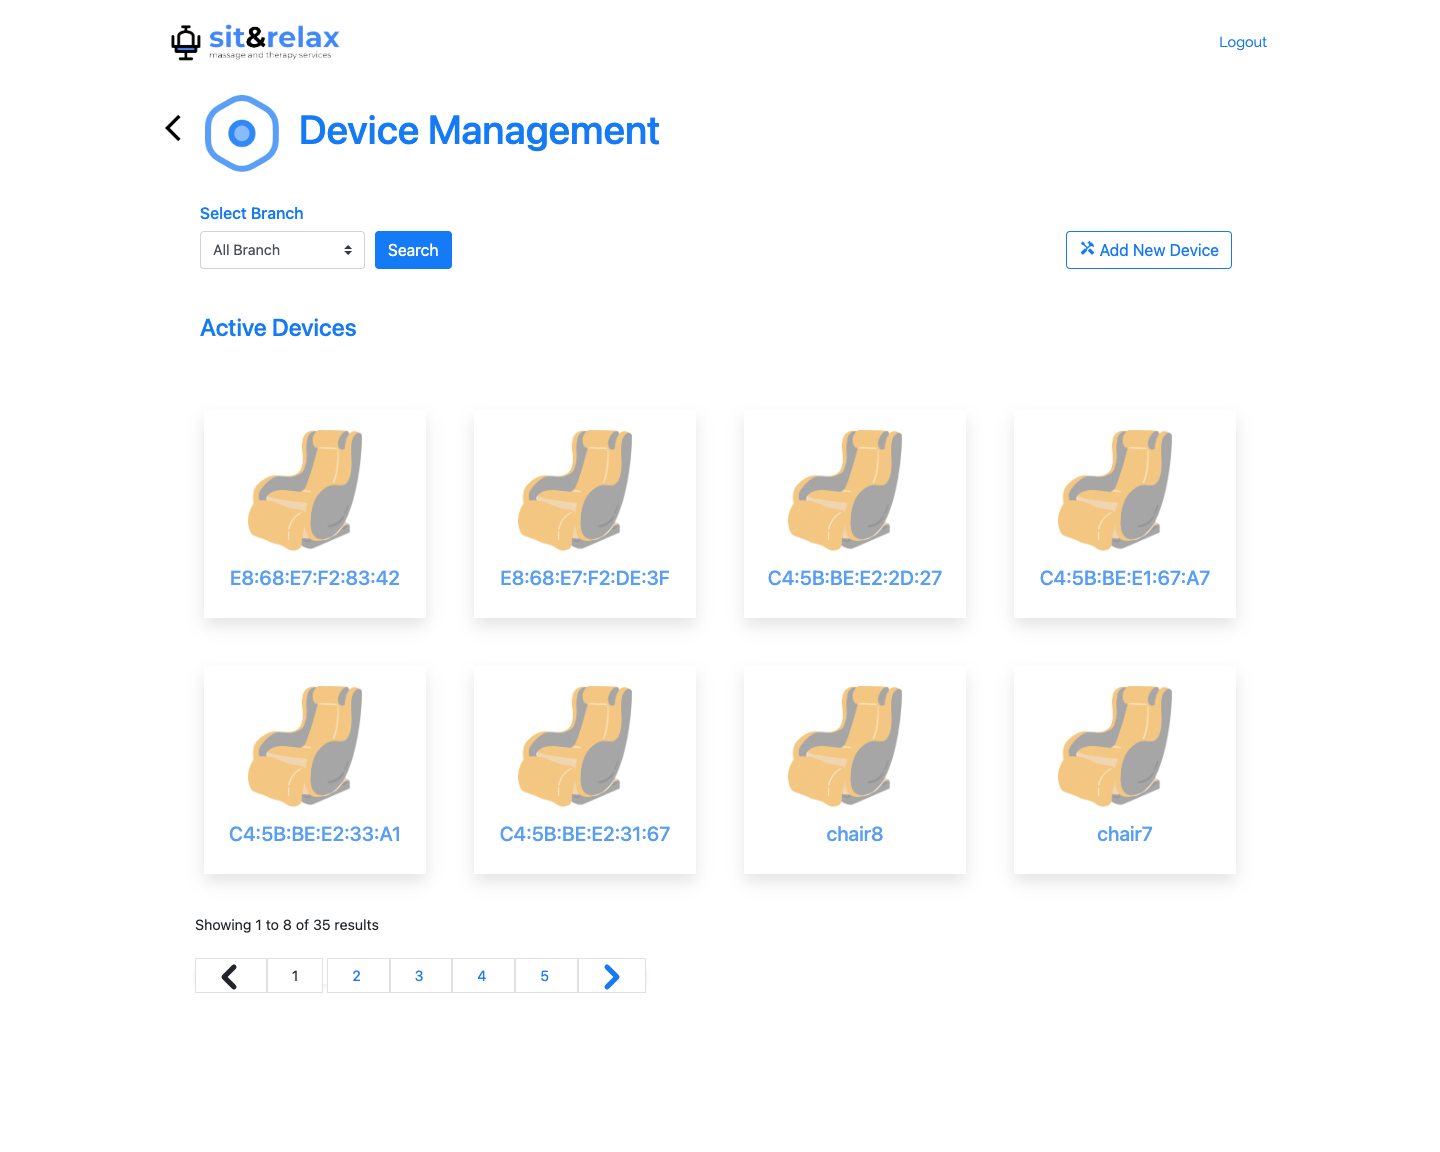 sit&relax
massage and therapy services
Logout
Device Management
Select Branch
All Branch
Search
Add New Device
Active Devices
E8:68:E7:F2:83:42
E8:68:E7:F2:DE:3F
C4:5B:BE:E2:2D:27
C4:5B:BE:E1:67:A7
C4:5B:BE:E2:33:A1
C4:5B:BE:E2:31:67
chair8
chair7
Showing 1 to 8 of 35 results
1 2 3 4 5